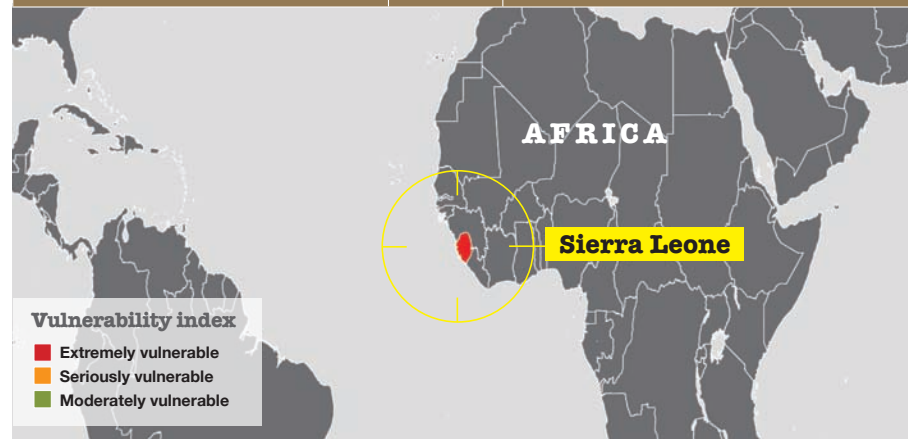 AFRICA
Sierra Leone
Vulnerability index
Extremely vulnerable
Seriously vulnerable
Moderately vulnerable